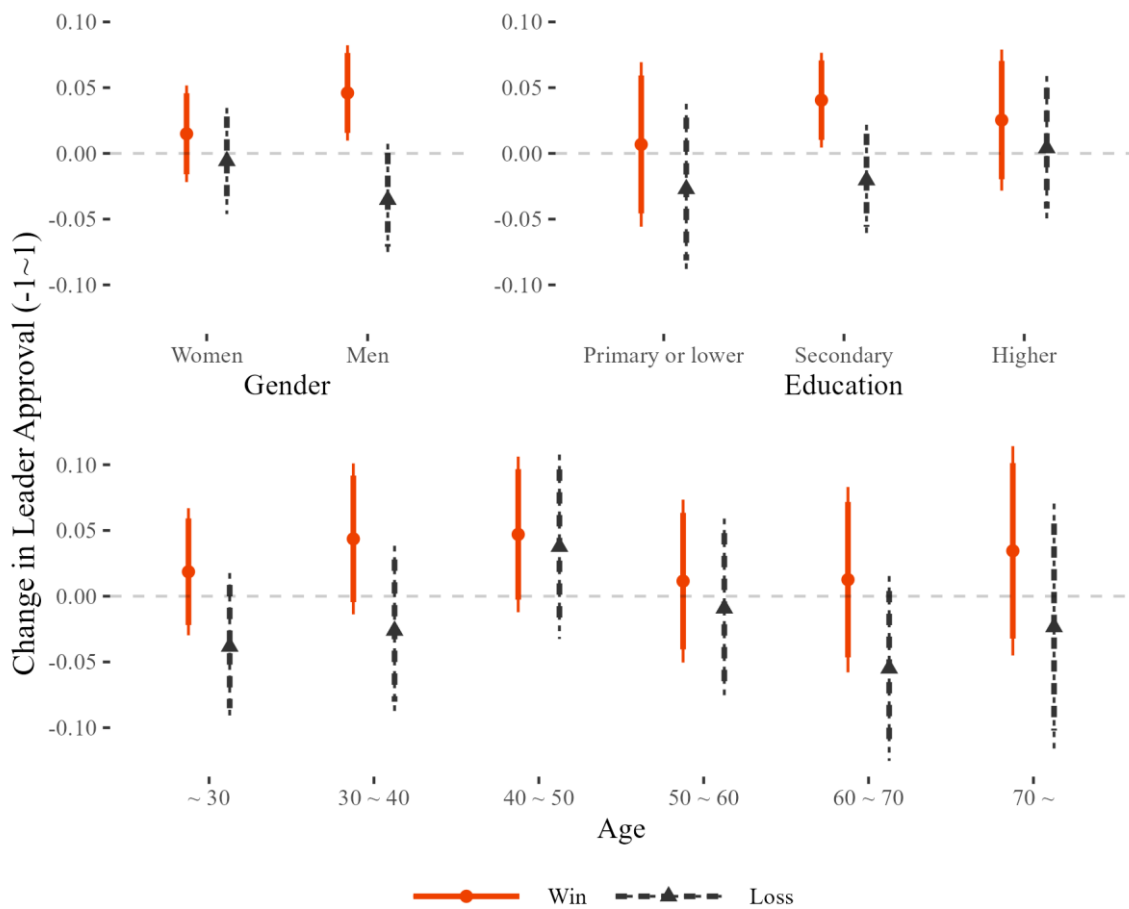 Change in Leader Approval (-1~1)
0.10
0.05
0.00
-0.05
-0.10
Women Men
Gender
0.10
0.05
0.00
-0.05
-0.10
Primary or lower Secondary Higher
Education
0.10
0.05
0.00
-0.05
-0.10
~ 30 30 ~ 40 40 ~ 50 50 ~ 60 60 ~ 70 70 ~
Age
Win Loss